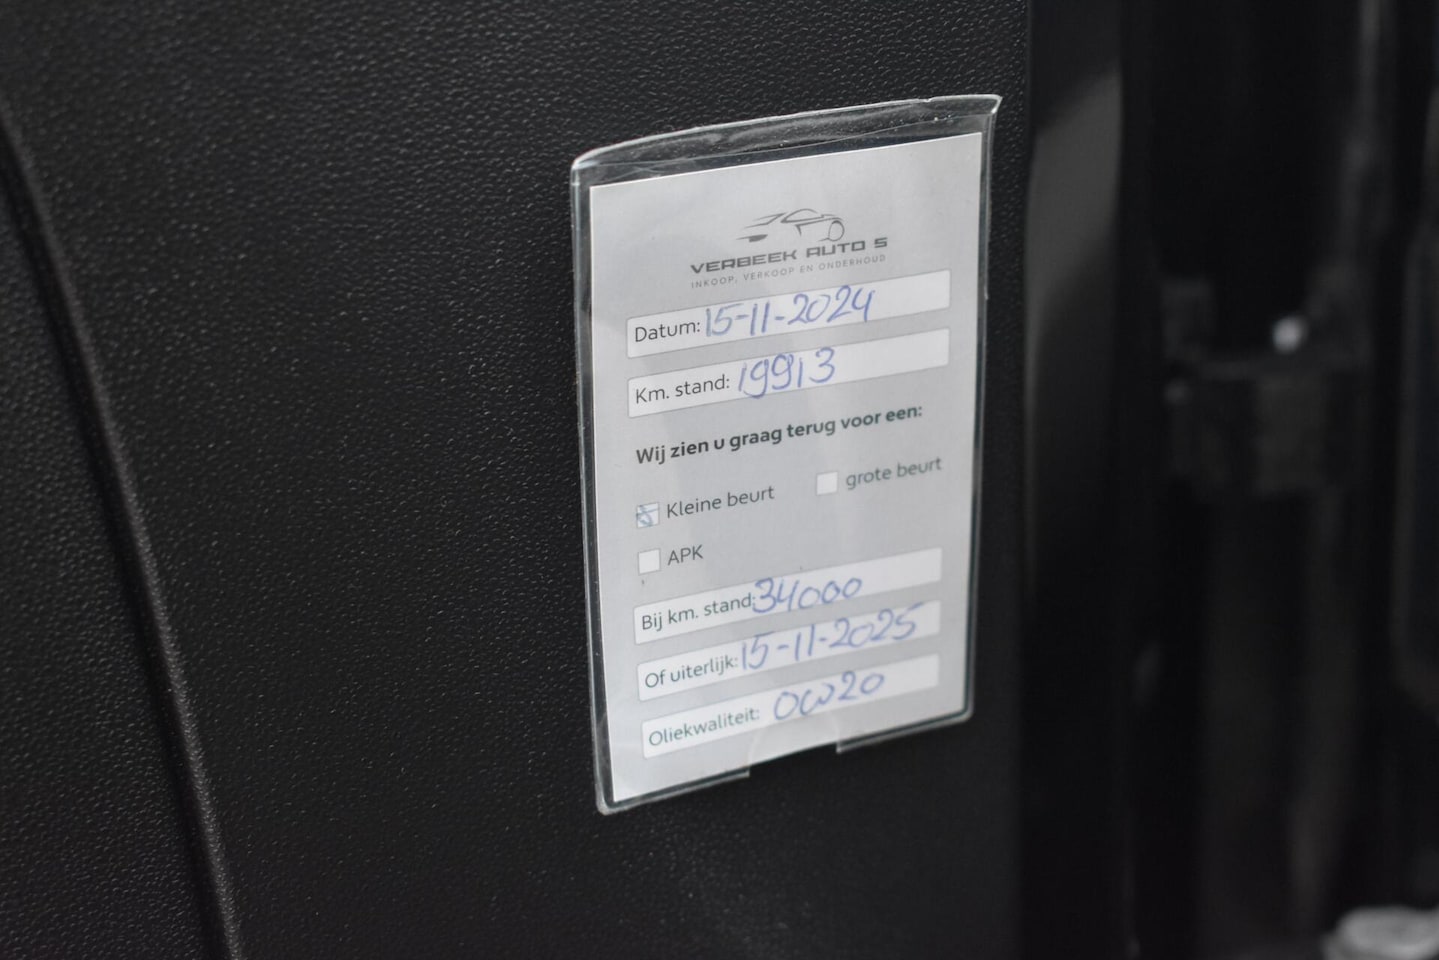 VERBEEK AUTO'S
INKOOP, VERKOOP EN ONDERHOUD
Datum: 15-11-2024
Km. stand: 19913
Wij zien u graag terug voor een:
Kleine beurt grote beurt
APK
Bij km. stand: 34000
Of uiterlijk: 15-11-2025
Oliekwaliteit: 0W20